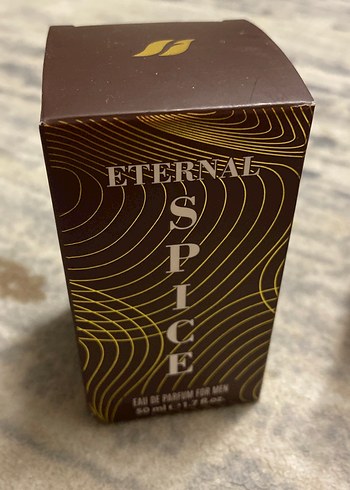 ETERNAL
SPICE
EAU DE PARFUM FOR MEN
50 ml ℮ 1.7 fl.oz.